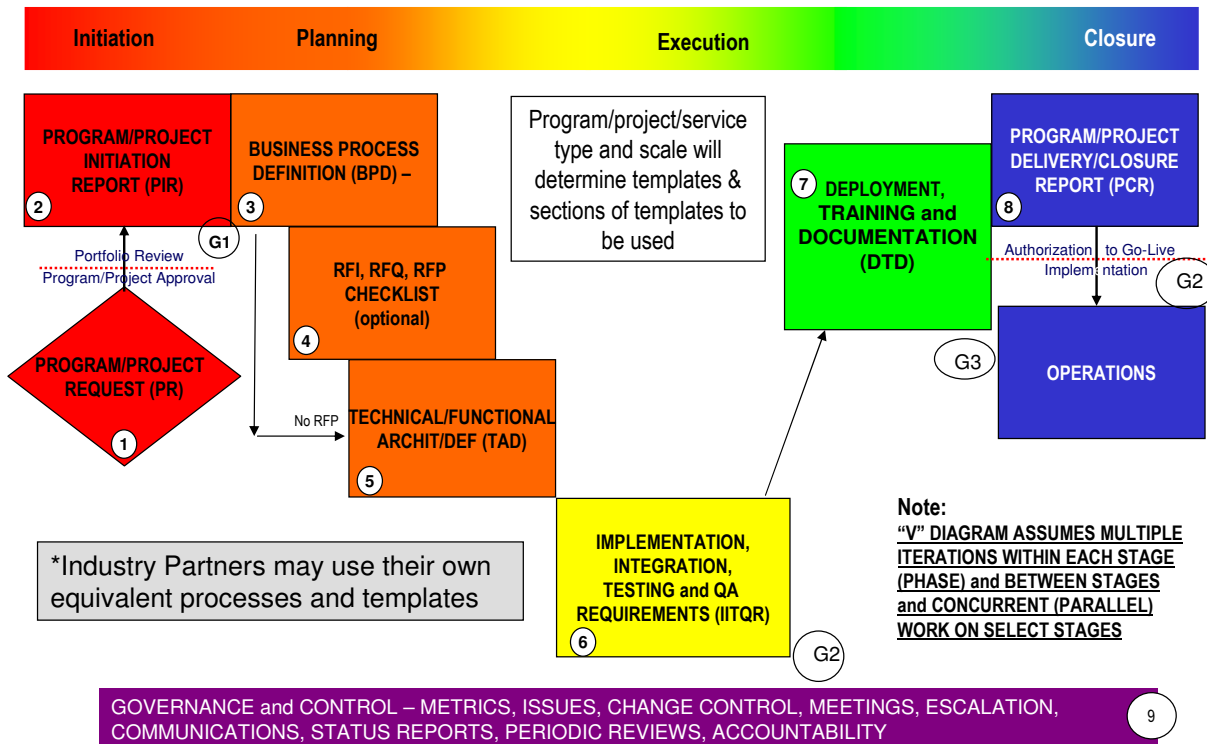 Initiation
Planning
Execution
Closure
PROGRAM/PROJECT
INITIATION
REPORT (PIR)
2
BUSINESS PROCESS
DEFINITION (BPD) –
3
G1
Program/project/service
type and scale will
determine templates &
sections of templates to
be used
7
DEPLOYMENT,
TRAINING and
DOCUMENTATION
(DTD)
PROGRAM/PROJECT
DELIVERY/CLOSURE
REPORT (PCR)
8
Portfolio Review
Program/Project Approval
RFI, RFQ, RFP
CHECKLIST
(optional)
4
Authorization to Go-Live
Implementation
G2
PROGRAM/PROJECT
REQUEST (PR)
1
No RFP
TECHNICAL/FUNCTIONAL
ARCHIT/DEF (TAD)
5
G3
OPERATIONS
*Industry Partners may use their own
equivalent processes and templates
IMPLEMENTATION,
INTEGRATION,
TESTING and QA
REQUIREMENTS (IITQR)
6
G2
Note:
“V” DIAGRAM ASSUMES MULTIPLE
ITERATIONS WITHIN EACH STAGE
(PHASE) and BETWEEN STAGES
and CONCURRENT (PARALLEL)
WORK ON SELECT STAGES
GOVERNANCE and CONTROL – METRICS, ISSUES, CHANGE CONTROL, MEETINGS, ESCALATION,
COMMUNICATIONS, STATUS REPORTS, PERIODIC REVIEWS, ACCOUNTABILITY
9